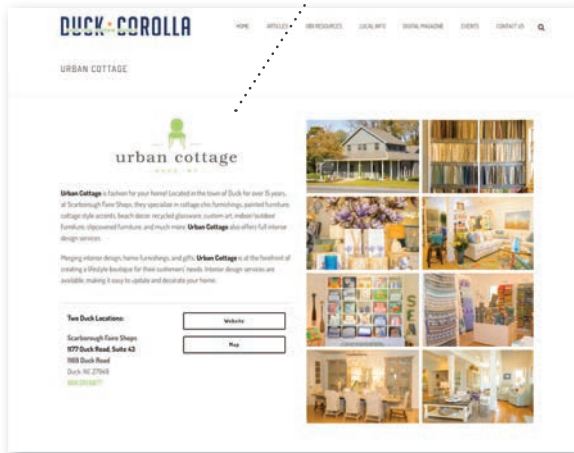 DUCK COROLLA
HOME ARTICLES OBX RESOURCES LOCAL INFO DIGITAL MAGAZINE EVENTS CONTACT US
URBAN COTTAGE
urban cottage
DUCK • NC
Urban Cottage is fashion for your home! Located in the town of Duck for over 15 years,
at Scarborough Faire Shops, they specialize in cottage chic furnishings, painted furniture,
cottage style accents, beach decor, recycled glassware, custom art, indoor/outdoor
furniture, slipcovered furniture, and much more. Urban Cottage also offers full interior
design services.
Merging interior design, home furnishings, and gifts, Urban Cottage is at the forefront of
creating a lifestyle boutique for their customers' needs. Interior design services are
available, making it easy to update and decorate your home.
Two Duck Locations:
Website
Scarborough Faire Shops
Map
1177 Duck Road, Suite 43
1169 Duck Road
Duck, NC 27949
SEA